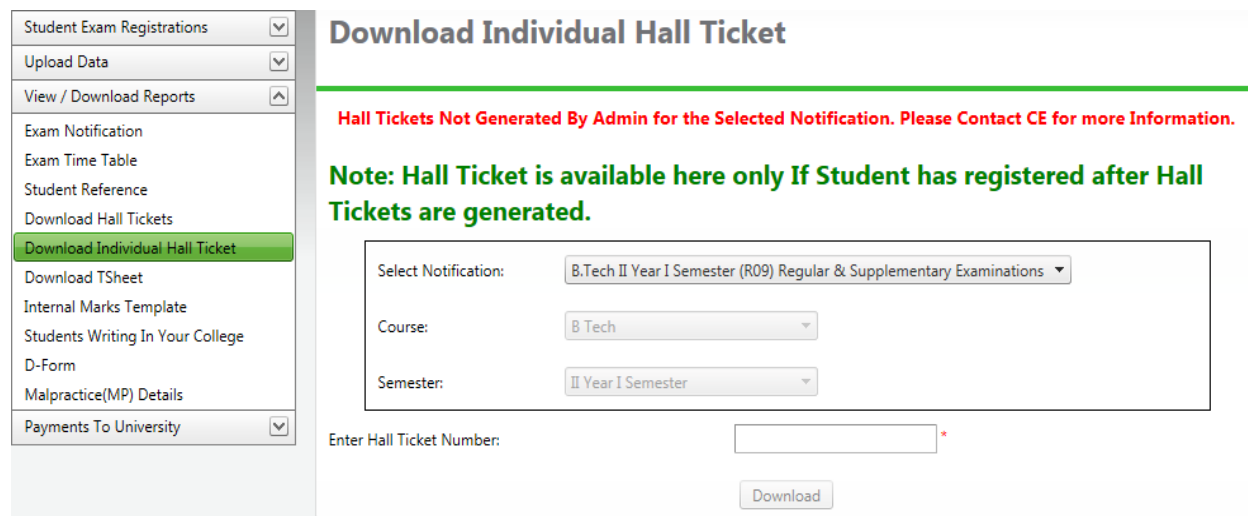 Student Exam Registrations
Upload Data
View / Download Reports
Exam Notification
Exam Time Table
Student Reference
Download Hall Tickets
Download Individual Hall Ticket
Download TSheet
Internal Marks Template
Students Writing In Your College
D-Form
Malpractice(MP) Details
Payments To University
Download Individual Hall Ticket
Hall Tickets Not Generated By Admin for the Selected Notification. Please Contact CE for more Information.
Note: Hall Ticket is available here only If Student has registered after Hall
Tickets are generated.
Select Notification: B.Tech II Year I Semester (R09) Regular & Supplementary Examinations
Course: B Tech
Semester: II Year I Semester
Enter Hall Ticket Number: *
Download